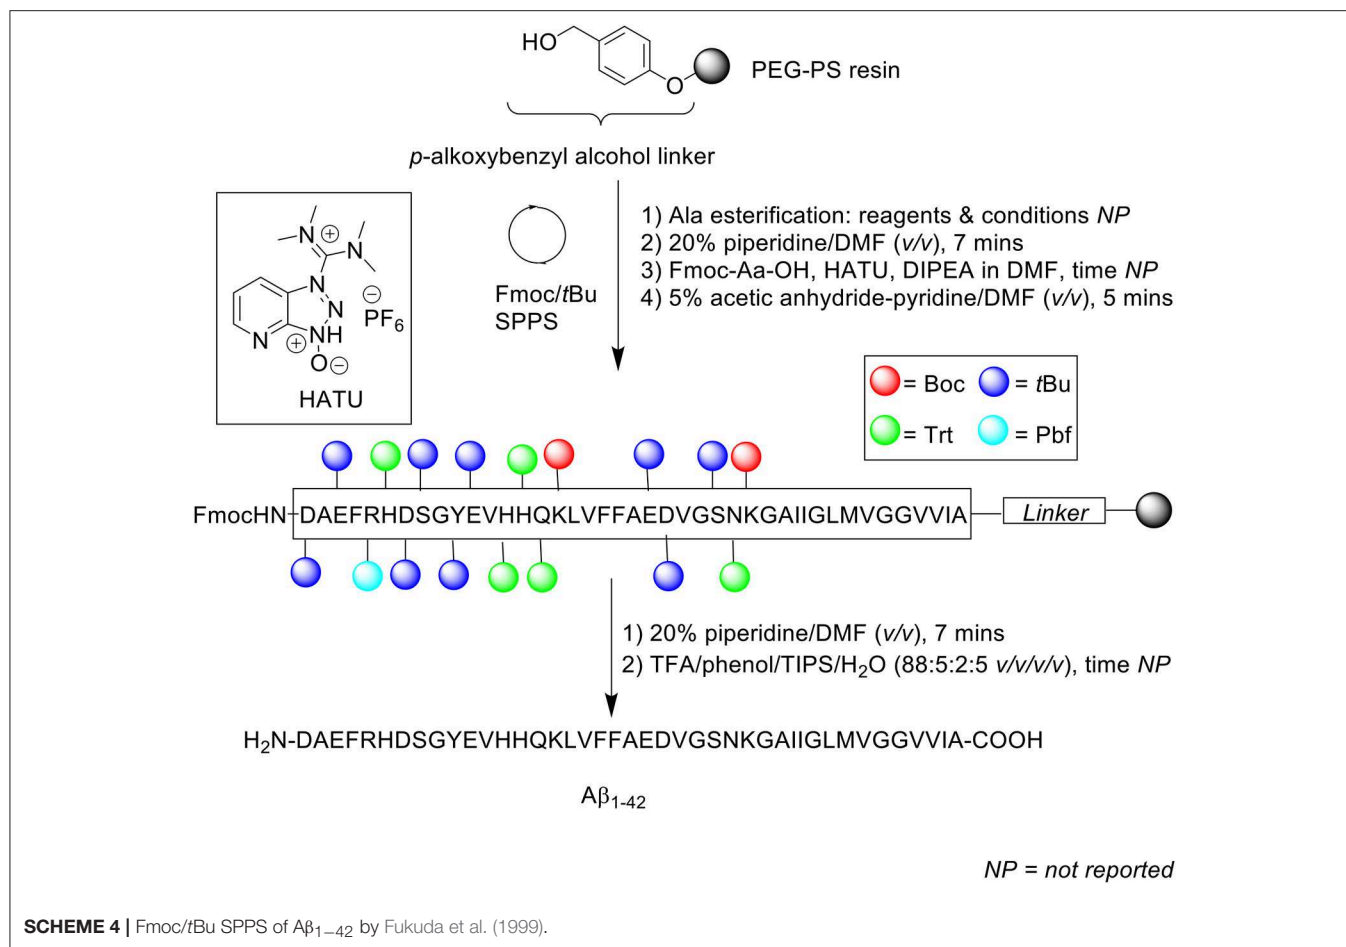 HO
O
PEG-PS resin
p-alkoxybenzyl alcohol linker
N
+
N
N
N
N
NH
+
O
−
−
PF6
HATU
Fmoc/tBu
SPPS
1) Ala esterification: reagents & conditions NP
2) 20% piperidine/DMF (v/v), 7 mins
3) Fmoc-Aa-OH, HATU, DIPEA in DMF, time NP
4) 5% acetic anhydride-pyridine/DMF (v/v), 5 mins
= Boc = tBu
= Trt = Pbf
FmocHN DAEFRHDSGYEVHHQKLVFFAEDVGSNKGAIIGLMVGGVVIA Linker
1) 20% piperidine/DMF (v/v), 7 mins
2) TFA/phenol/TIPS/H2O (88:5:2:5 v/v/v/v), time NP
H2N-DAEFRHDSGYEVHHQKLVFFAEDVGSNKGAIIGLMVGGVVIA-COOH
Aβ1-42
NP = not reported
SCHEME 4 | Fmoc/tBu SPPS of Aβ1−42 by Fukuda et al. (1999).